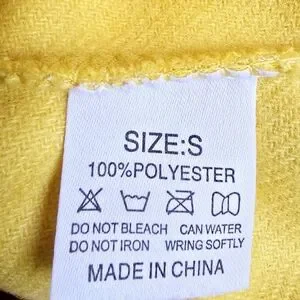 SIZE:S
100%POLYESTER
DO NOT BLEACH CAN WATER
DO NOT IRON WRING SOFTLY
MADE IN CHINA